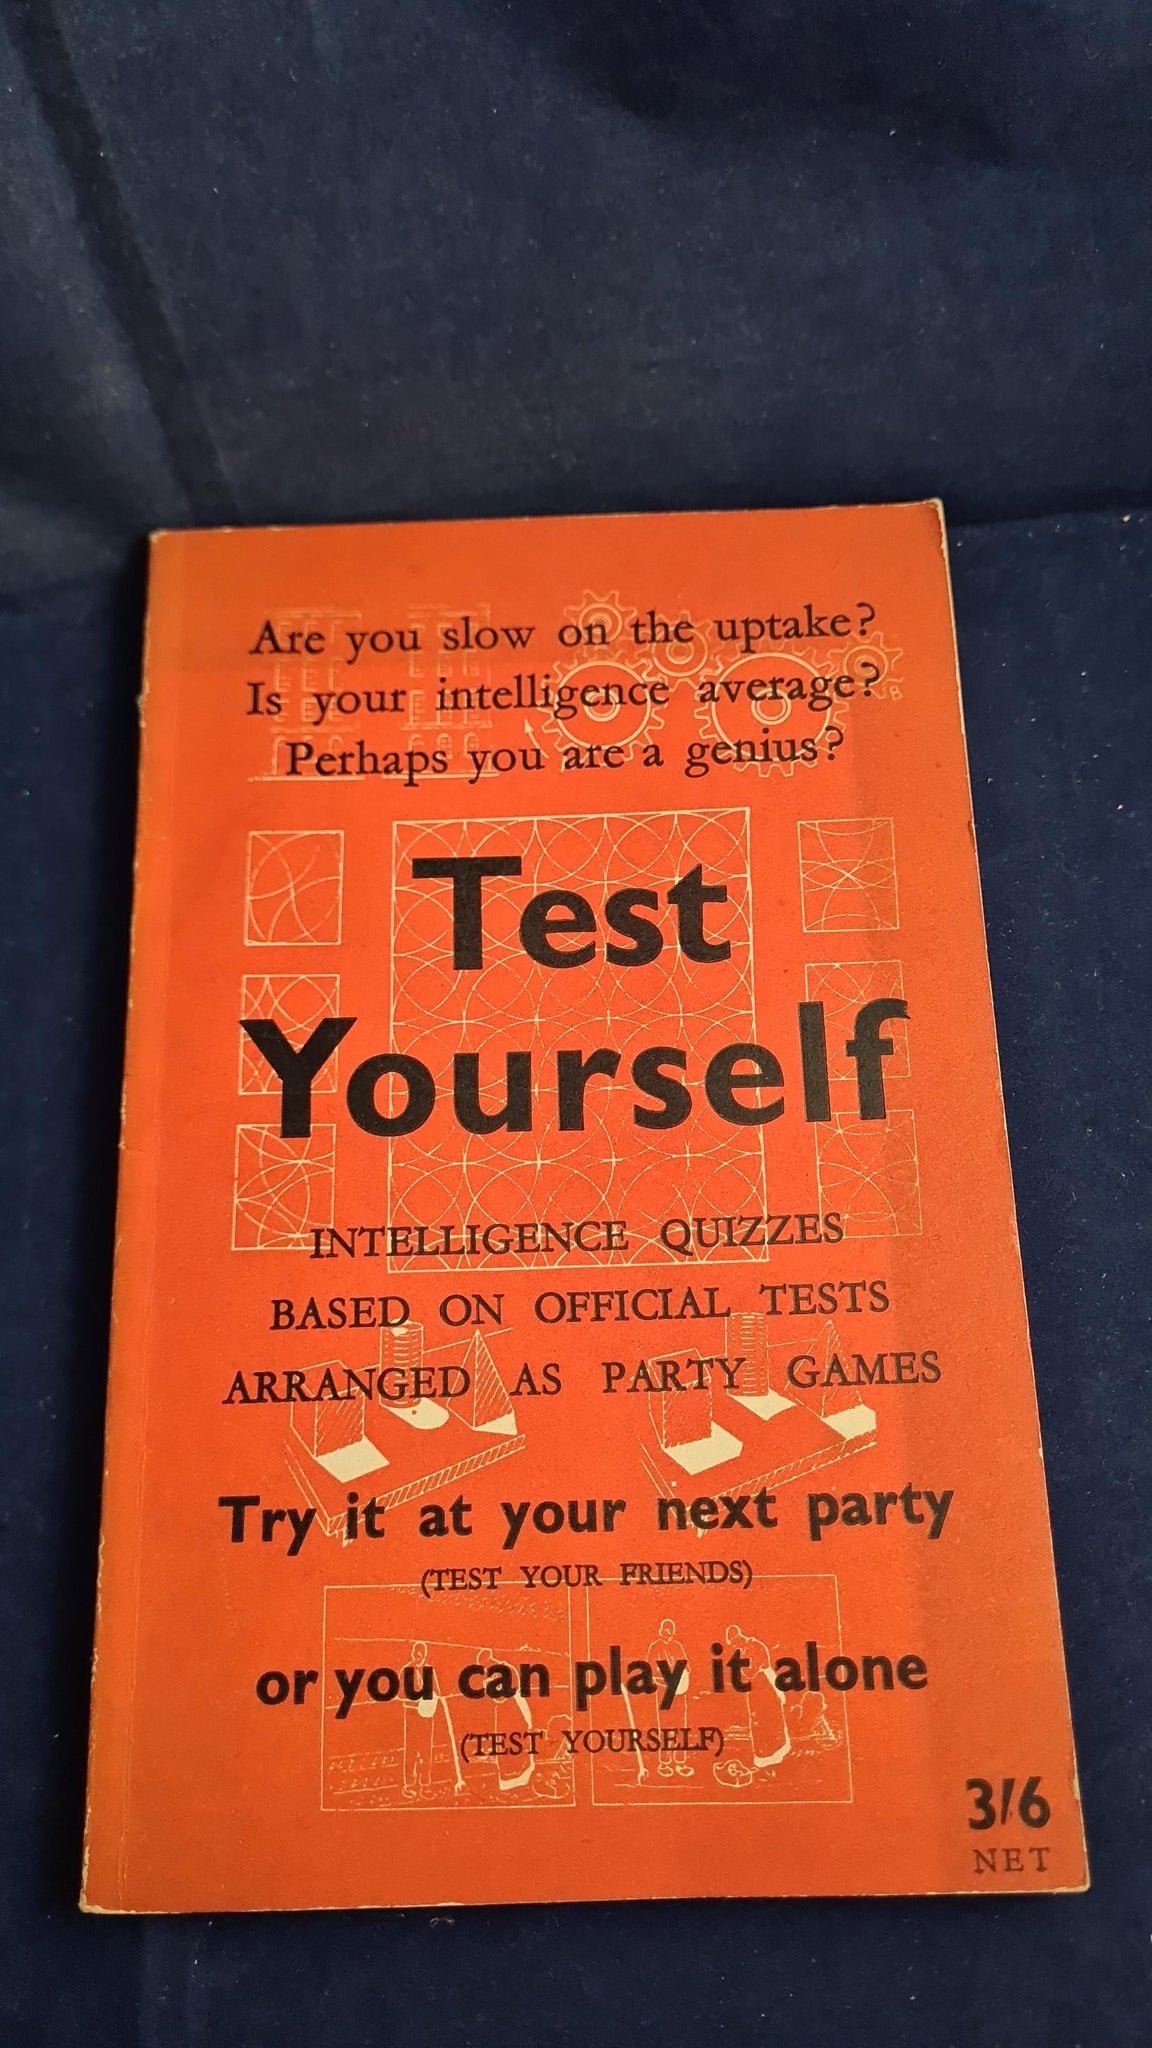 Are you slow on the uptake?
Is your intelligence average?
Perhaps you are a genius?
Test
Yourself
INTELLIGENCE QUIZZES
BASED ON OFFICIAL TESTS
ARRANGED AS PARTY GAMES
Try it at your next party
(TEST YOUR FRIENDS)
or you can play it alone
(TEST YOURSELF)
3/6
NET